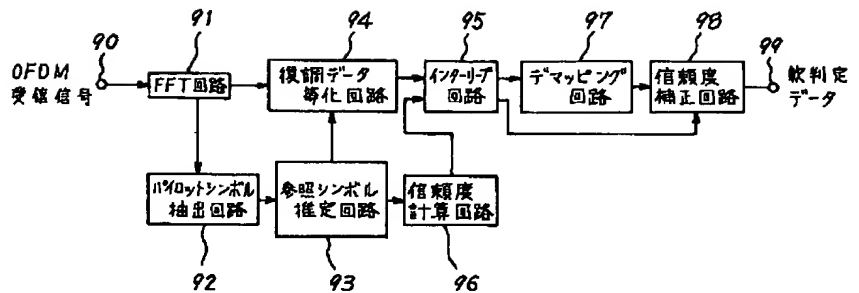 90
OFDM
受信信号
91
FFT回路
94
復調データ
等化回路
95
インターリーブ
回路
97
デマッピング
回路
98
信頼度
補正回路
99
軟判定
データ
パイロットシンボル
抽出回路
92
参照シンボル
推定回路
93
信頼度
計算回路
96